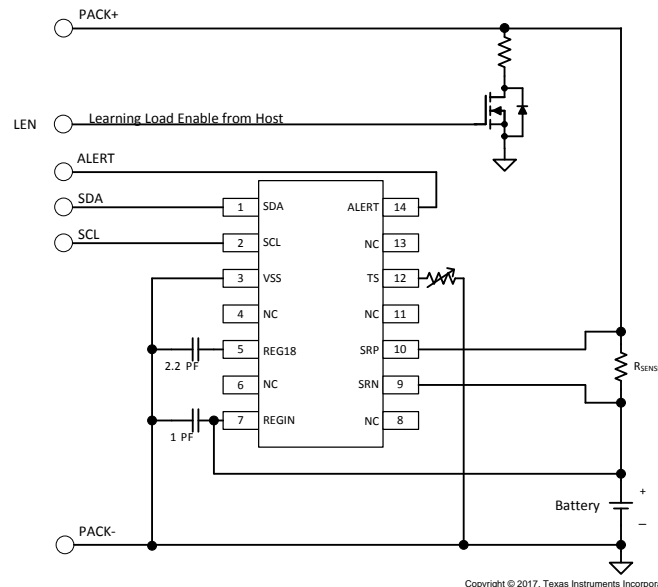 PACK+
LEN
Learning Load Enable from Host
ALERT
SDA
SCL
1 SDA ALERT 14
2 SCL NC 13
3 VSS TS 12
4 NC NC 11
5 REG18 SRP 10
2.2 PF
6 NC SRN 9
7 REGIN NC 8
1 PF
RSENS
Battery
+
–
PACK-
Copyright © 2017, Texas Instruments Incorpora